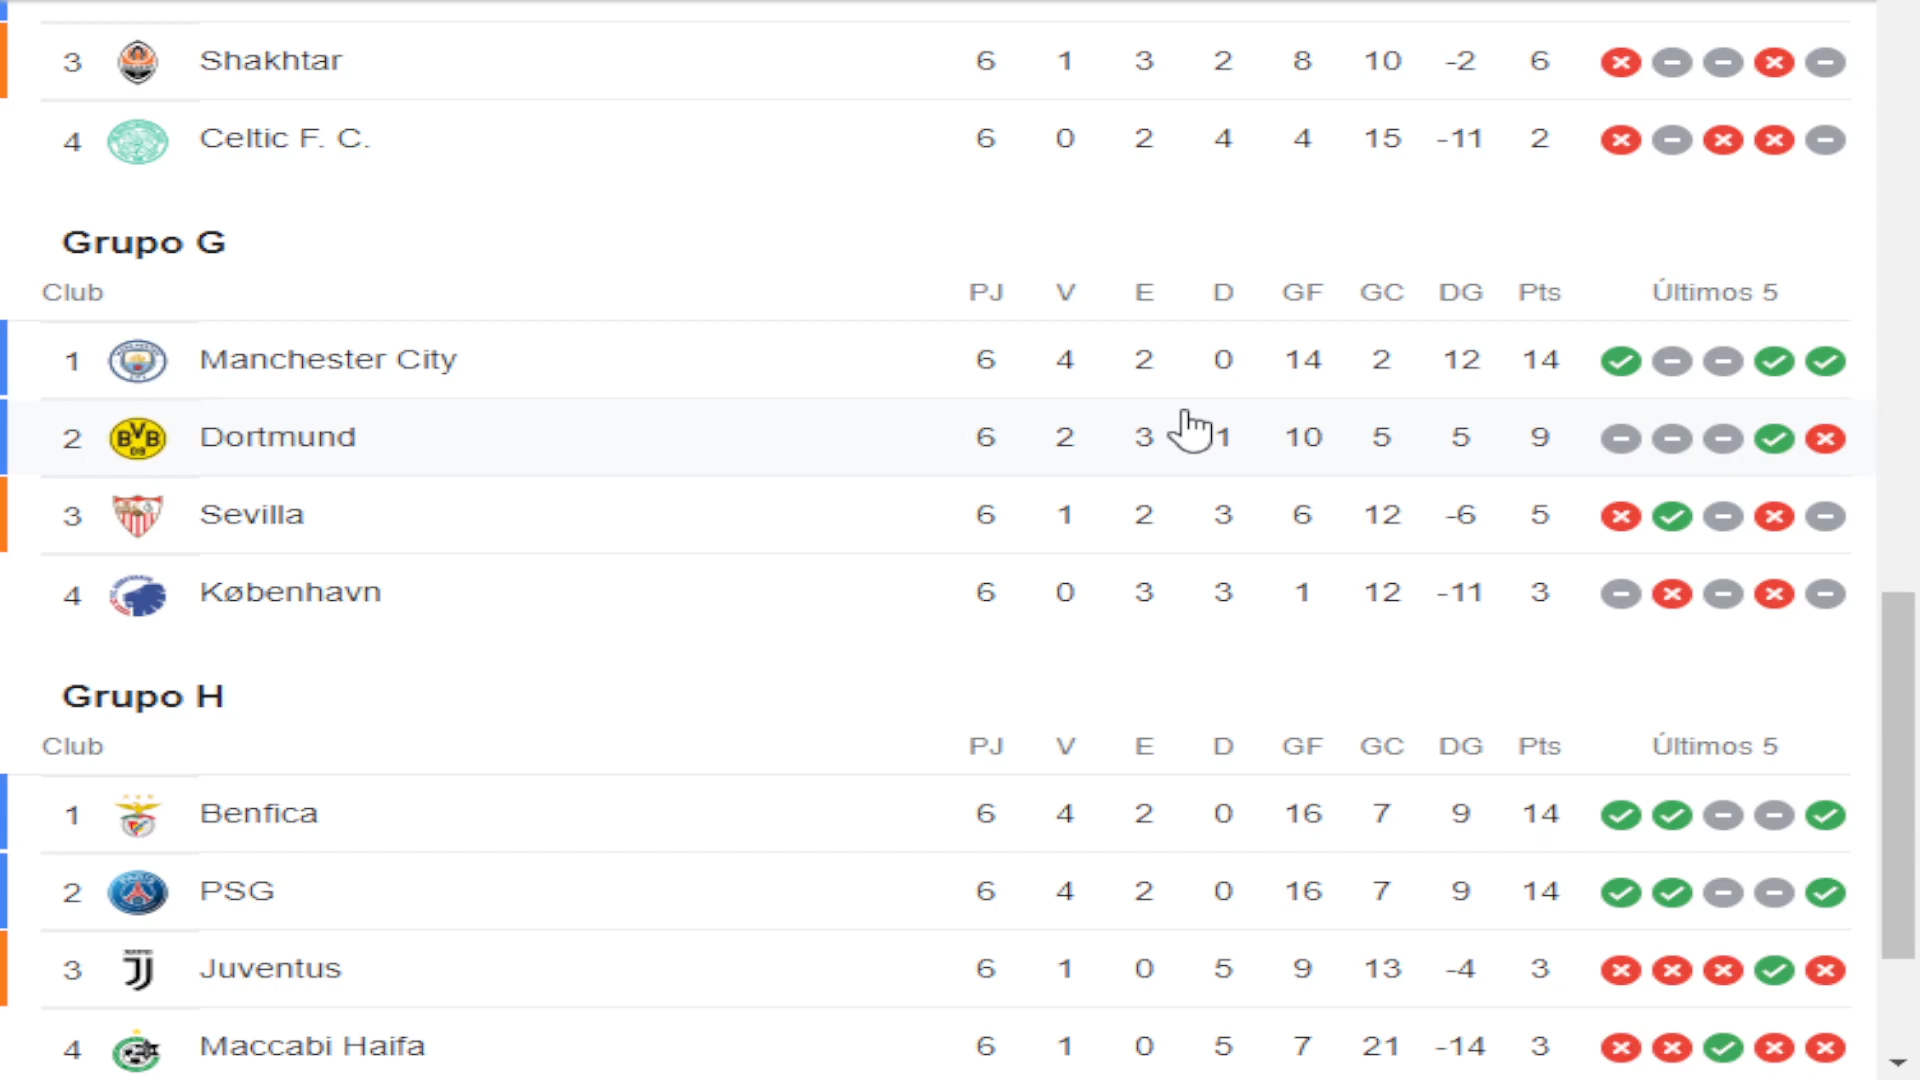 3 Shakhtar 6 1 3 2 8 10 -2 6
4 Celtic F. C. 6 0 2 4 4 15 -11 2
Grupo G
Club PJ V E D GF GC DG Pts Últimos 5
1 Manchester City 6 4 2 0 14 2 12 14
2 BVB 09 Dortmund 6 2 3 1 10 5 5 9
3 Sevilla 6 1 2 3 6 12 -6 5
4 København 6 0 3 3 1 12 -11 3
Grupo H
Club PJ V E D GF GC DG Pts Últimos 5
1 Benfica 6 4 2 0 16 7 9 14
2 PSG 6 4 2 0 16 7 9 14
3 Juventus 6 1 0 5 9 13 -4 3
4 Maccabi Haifa 6 1 0 5 7 21 -14 3